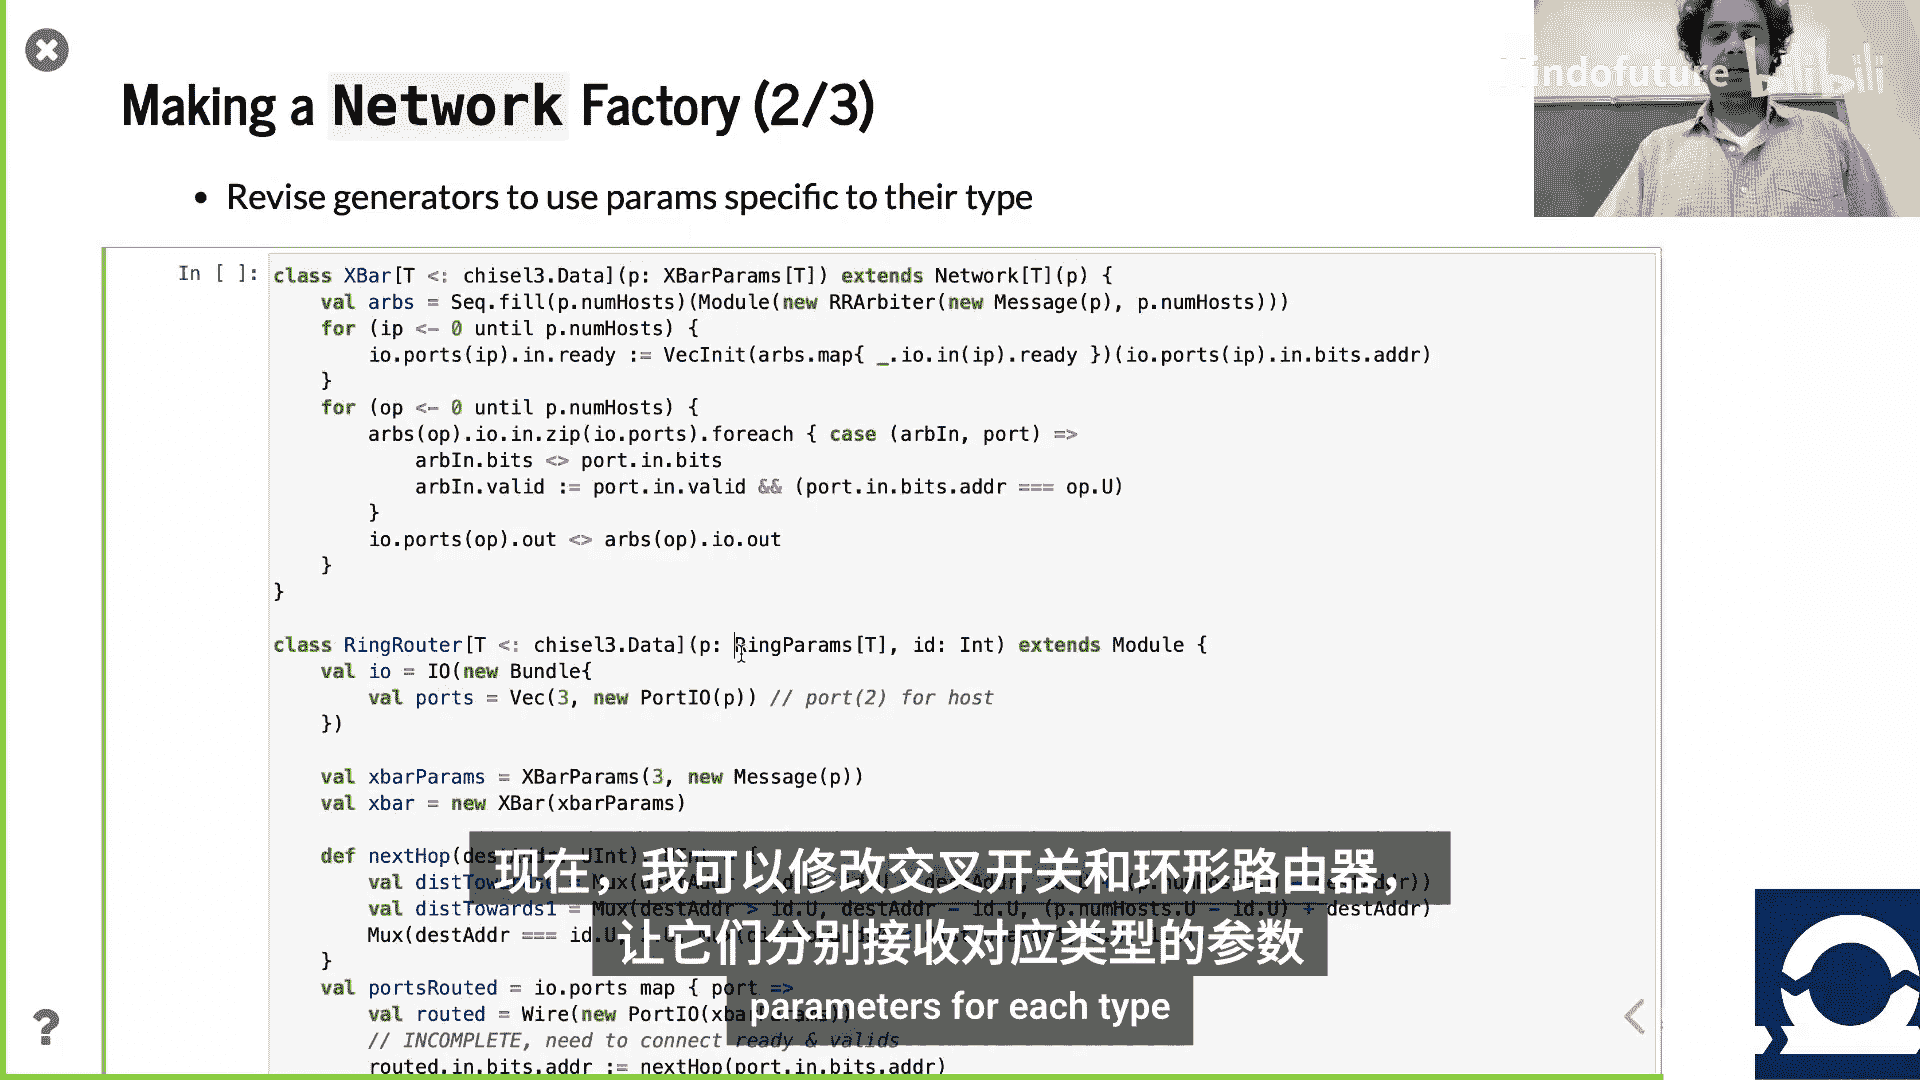 Making a Network Factory (2/3)
indofuture bilibili
• Revise generators to use params specific to their type
In [ ]:
class XBar[T <: chisel3.Data](p: XBarParams[T]) extends Network[T](p) {
val arbs = Seq.fill(p.numHosts)(Module(new RRArbiter(new Message(p), p.numHosts)))
for (ip <- 0 until p.numHosts) {
io.ports(ip).in.ready := VecInit(arbs.map{ _.io.in(ip).ready })(io.ports(ip).in.bits.addr)
}
for (op <- 0 until p.numHosts) {
arbs(op).io.in.zip(io.ports).foreach { case (arbIn, port) =>
arbIn.bits <> port.in.bits
arbIn.valid := port.in.valid && (port.in.bits.addr === op.U)
}
io.ports(op).out <> arbs(op).io.out
}
}
class RingRouter[T <: chisel3.Data](p: RingParams[T], id: Int) extends Module {
val io = IO(new Bundle{
val ports = Vec(3, new PortIO(p)) // port(2) for host
})
val xbarParams = XBarParams(3, new Message(p))
val xbar = new XBar(xbarParams)
def nextHop(
val
val distTowards1 = Mux(destAddr > id.U, destAddr - id.U, (p.numHosts.U - id.U) + destAddr)
Mux(destAddr === id.U,
}
val portsRouted = io.ports map { port =>
val routed = Wire(new PortIO(
// INCOMPLETE, need to connect ready & valids
routed.in.bits.addr := nextHop(port.in.bits.addr)
现在，我可以修改交叉开关和环形路由器，
让它们分别接收对应类型的参数
parameters for each type
?